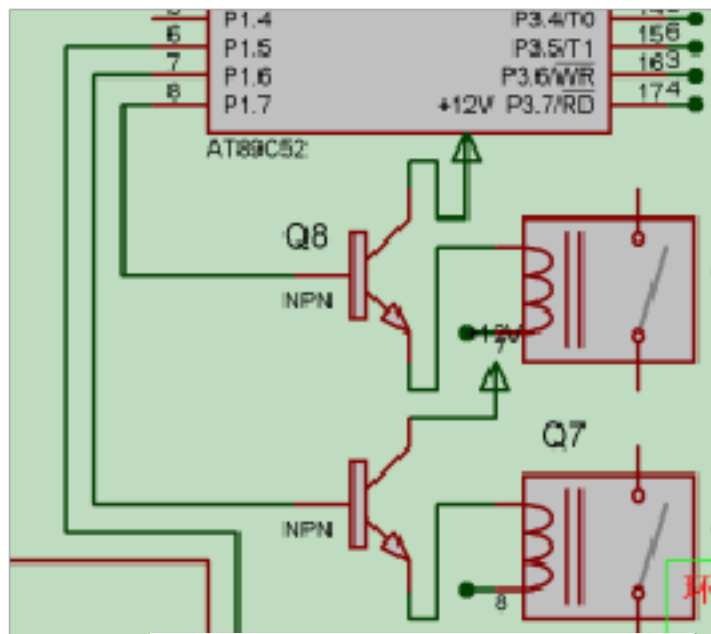 P1.4 P3.4/T0
6 P1.5 P3.5/T1 156
7 P1.6 P3.6/WR 163
8 P1.7 +12V P3.7/RD 174
AT89C52
Q8
NPN
+12V
7
Q7
NPN
8
环